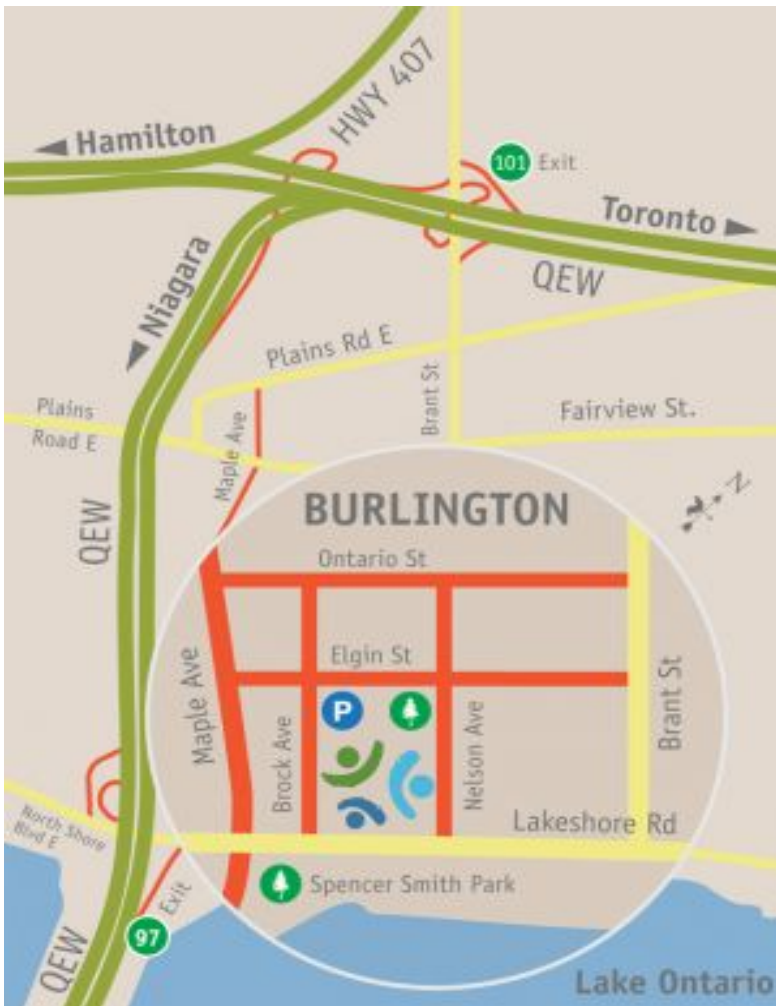 HWY 407
Hamilton
101 Exit
Toronto
QEW
Niagara
Plains Rd E
Brant St
Plains
Road E
Fairview St.
Maple Ave
QEW
N
BURLINGTON
Ontario St
Elgin St
Maple Ave
P
Brock Ave
Nelson Ave
Brant St
Lakeshore Rd
North Shore
Blvd E
Spencer Smith Park
97 Exit
QEW
Lake Ontario